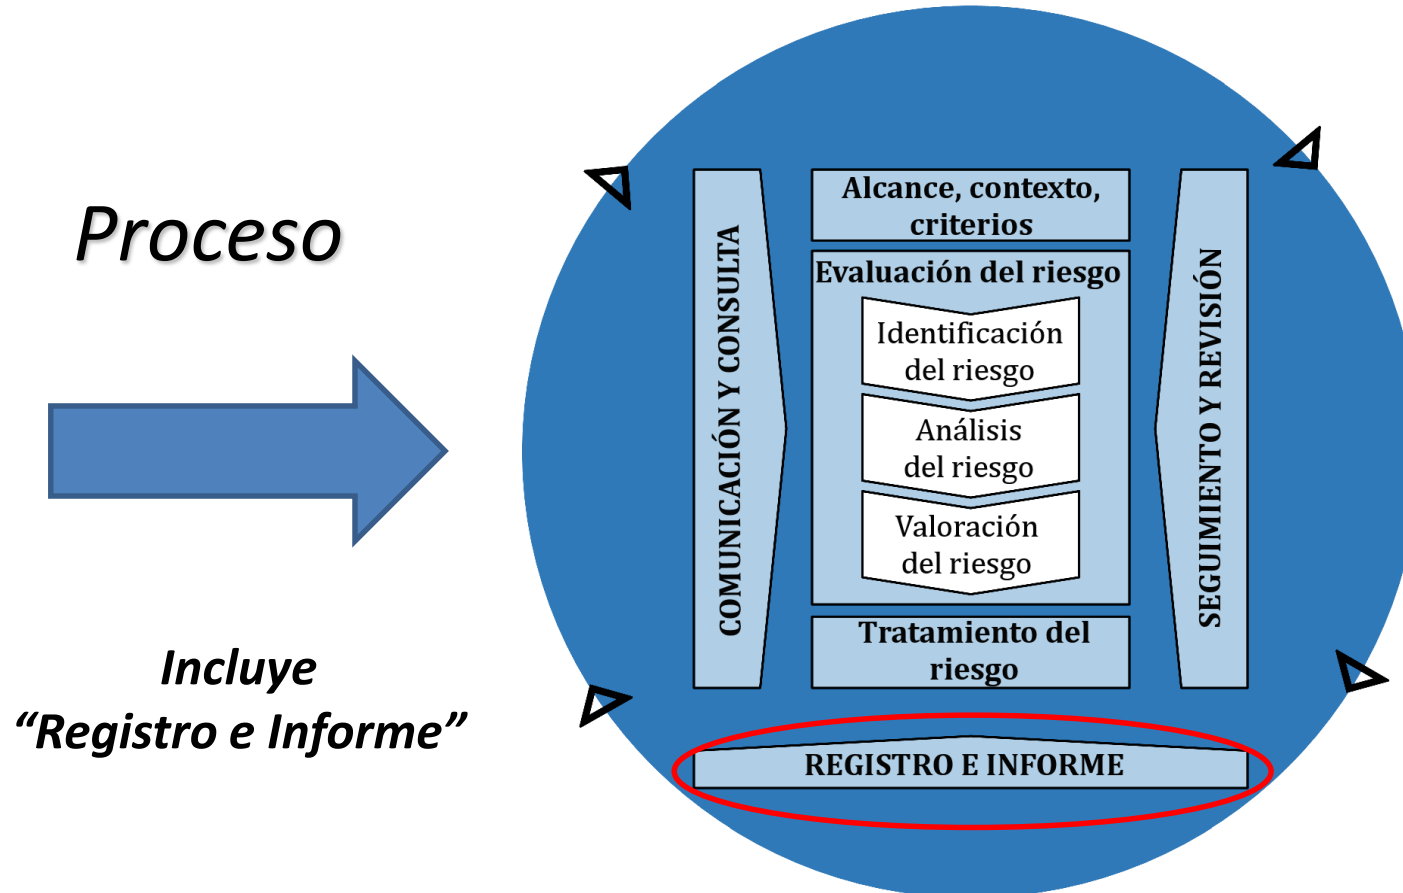 Proceso
Incluye
“Registro e Informe”
COMUNICACIÓN Y CONSULTA
Alcance, contexto,
criterios
Evaluación del riesgo
Identificación
del riesgo
Análisis
del riesgo
Valoración
del riesgo
Tratamiento del
riesgo
SEGUIMIENTO Y REVISIÓN
REGISTRO E INFORME